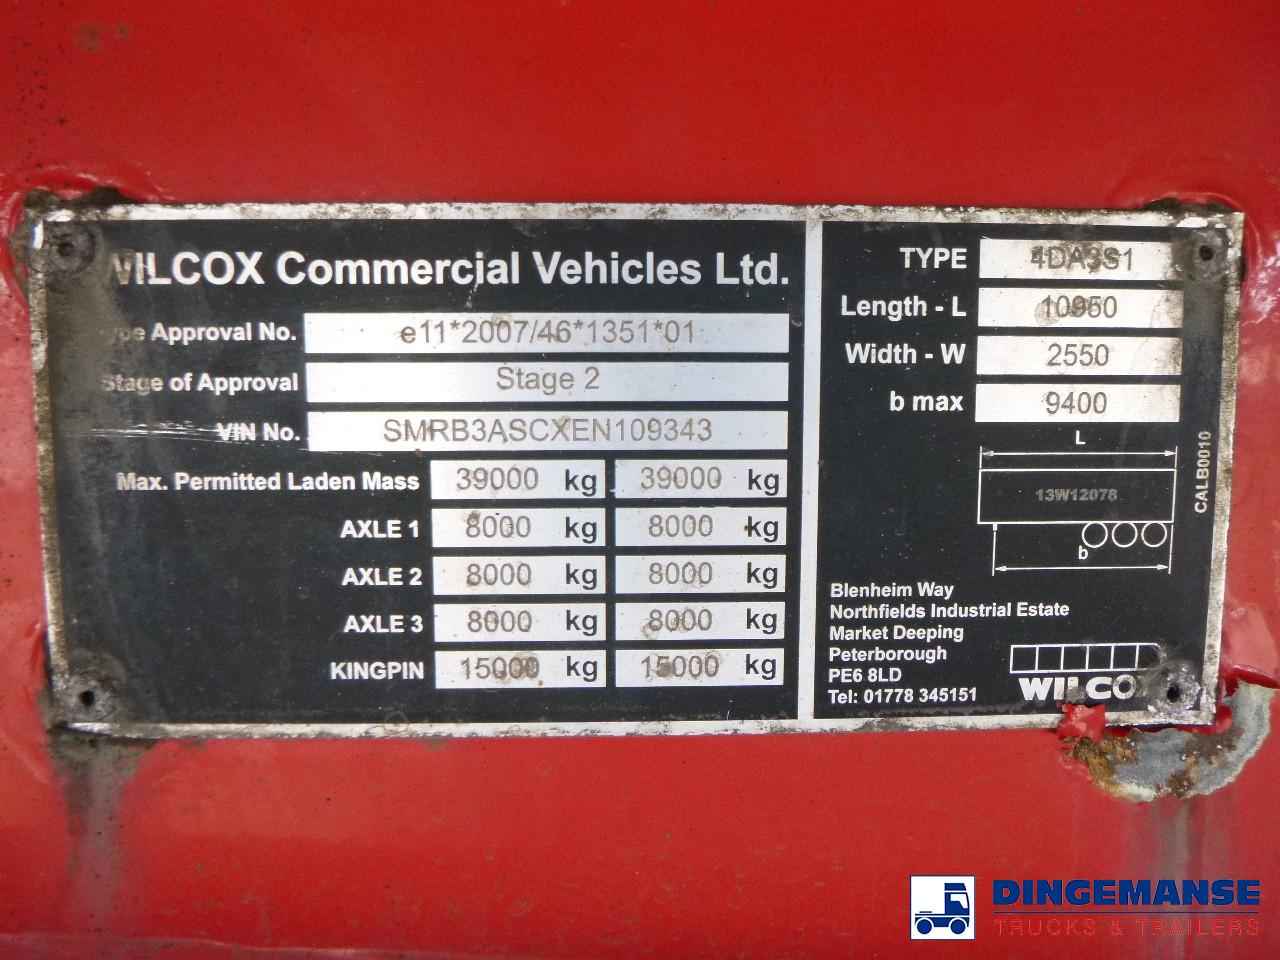 WILCOX Commercial Vehicles Ltd.
Type Approval No. e11*2007/46*1351*01
Stage of Approval Stage 2
VIN No. SMRB3ASCXEN109343
Max. Permitted Laden Mass 39000 kg 39000 kg
AXLE 1 8000 kg 8000 kg
AXLE 2 8000 kg 8000 kg
AXLE 3 8000 kg 8000 kg
KINGPIN 15000 kg 15000 kg
TYPE 4DA3S1
Length - L 10950
Width - W 2550
b max 9400
L
13W12078
b
CALB0010
Blenheim Way
Northfields Industrial Estate
Market Deeping
Peterborough
PE6 8LD
Tel: 01778 345151
WILCOX
DINGEMANSE
TRUCKS & TRAILERS